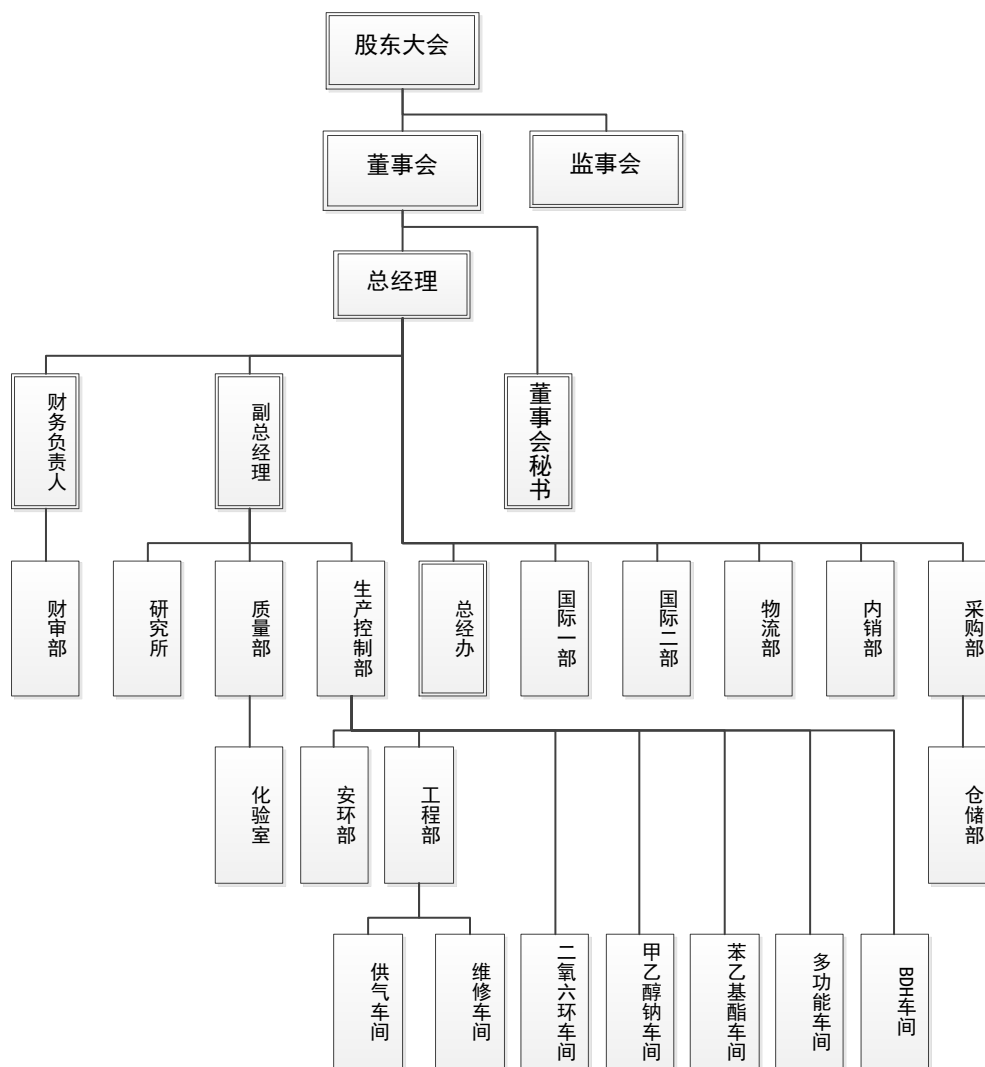 股东大会
董事会
监事会
总经理
财务负责人
副总经理
董事会秘书
财审部
研究所
质量部
生产控制部
总经办
国际一部
国际二部
物流部
内销部
采购部
化验室
安环部
工程部
仓储部
供气车间
维修车间
二氧六环车间
甲乙醇钠车间
苯乙基酯车间
多功能车间
BDH车间